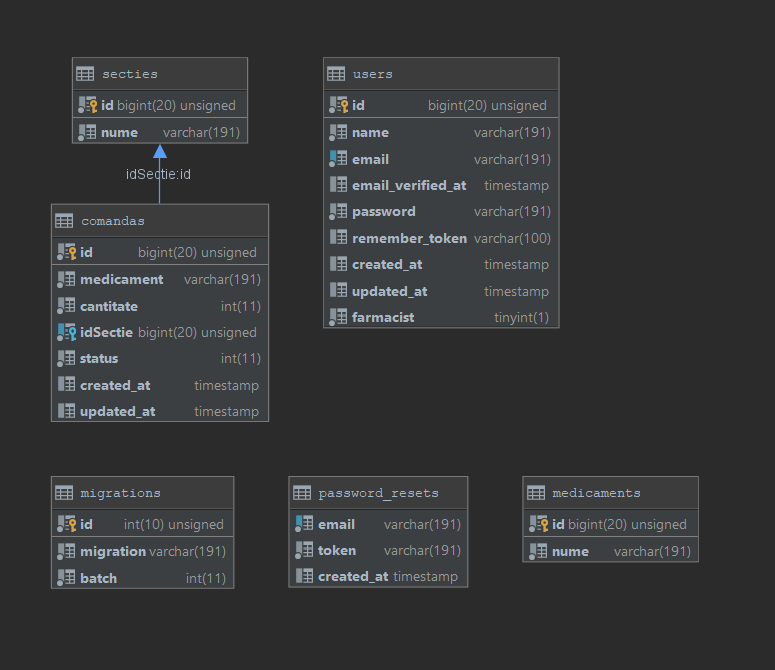 secties
id bigint(20) unsigned
nume varchar(191)
idSectie:id
comandas
id bigint(20) unsigned
medicament varchar(191)
cantitate int(11)
idSectie bigint(20) unsigned
status int(11)
created_at timestamp
updated_at timestamp
users
id bigint(20) unsigned
name varchar(191)
email varchar(191)
email_verified_at timestamp
password varchar(191)
remember_token varchar(100)
created_at timestamp
updated_at timestamp
farmacist tinyint(1)
migrations
id int(10) unsigned
migration varchar(191)
batch int(11)
password_resets
email varchar(191)
token varchar(191)
created_at timestamp
medicaments
id bigint(20) unsigned
nume varchar(191)